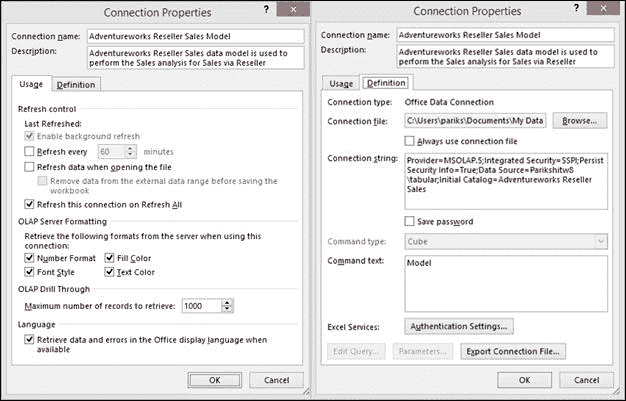 Connection Properties
?
Connection name: Adventureworks Reseller Sales Model
Description: Adventureworks Reseller Sales data model is used to
perform the Sales analysis for Sales via Reseller
Usage Definition
Refresh control
Last Refreshed:
Enable background refresh
Refresh every 60 minutes
Refresh data when opening the file
Remove data from the external data range before saving the
workbook
Refresh this connection on Refresh All
OLAP Server Formatting
Retrieve the following formats from the server when using this
connection:
Number Format Fill Color
Font Style Text Color
OLAP Drill Through
Maximum number of records to retrieve: 1000
Language
Retrieve data and errors in the Office display language when
available
OK Cancel
Connection Properties
?
Connection name: Adventureworks Reseller Sales Model
Description: Adventureworks Reseller Sales data model is used to
perform the Sales analysis for Sales via Reseller
Usage Definition
Connection type: Office Data Connection
Connection file: C:\Users\pariks\Documents\My Data Browse...
Always use connection file
Connection string: Provider=MSOLAP.5;Integrated Security=SSPI;Persist
Security Info=True;Data Source=Parikshitw8
\tabular;Initial Catalog=Adventureworks Reseller
Sales
Save password
Command type: Cube
Command text: Model
Excel Services: Authentication Settings...
Edit Query... Parameters... Export Connection File...
OK Cancel